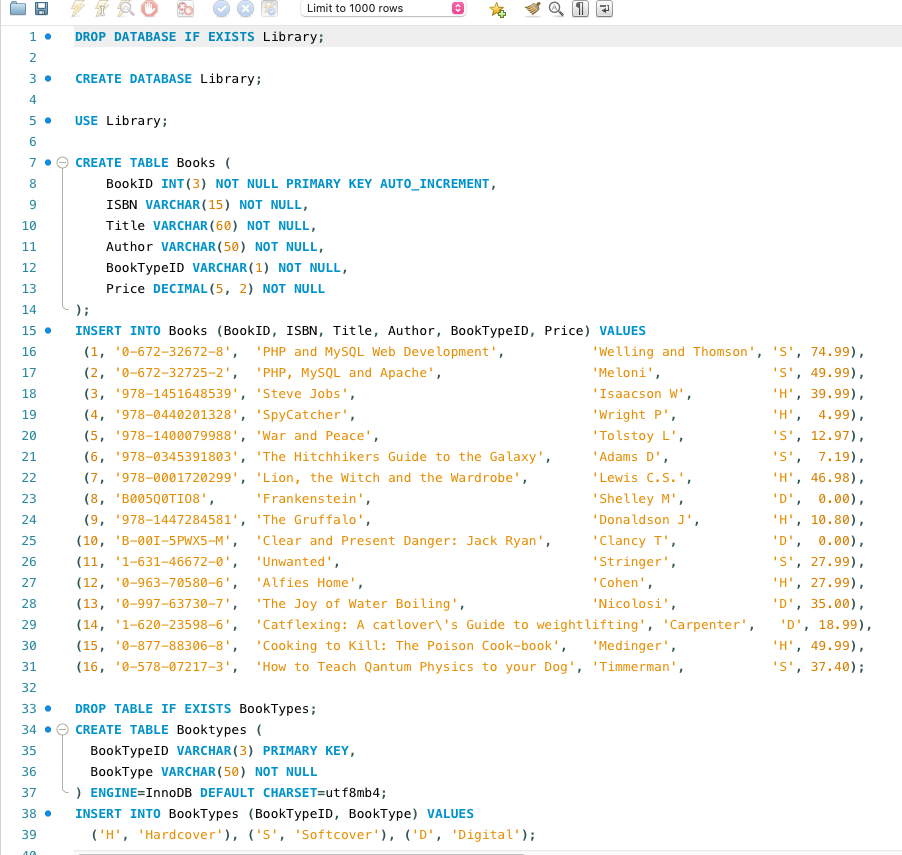 Limit to 1000 rows
1 DROP DATABASE IF EXISTS Library;
2
3 CREATE DATABASE Library;
4
5 USE Library;
6
7 CREATE TABLE Books (
8 BookID INT(3) NOT NULL PRIMARY KEY AUTO_INCREMENT,
9 ISBN VARCHAR(15) NOT NULL,
10 Title VARCHAR(60) NOT NULL,
11 Author VARCHAR(50) NOT NULL,
12 BookTypeID VARCHAR(1) NOT NULL,
13 Price DECIMAL(5, 2) NOT NULL
14 );
15 INSERT INTO Books (BookID, ISBN, Title, Author, BookTypeID, Price) VALUES
16 (1, '0-672-32672-8', 'PHP and MySQL Web Development', 'Welling and Thomson', 'S', 74.99),
17 (2, '0-672-32725-2', 'PHP, MySQL and Apache', 'Meloni', 'S', 49.99),
18 (3, '978-1451648539', 'Steve Jobs', 'Isaacson W', 'H', 39.99),
19 (4, '978-0440201328', 'SpyCatcher', 'Wright P', 'H', 4.99),
20 (5, '978-1400079988', 'War and Peace', 'Tolstoy L', 'S', 12.97),
21 (6, '978-0345391803', 'The Hitchhikers Guide to the Galaxy', 'Adams D', 'S', 7.19),
22 (7, '978-0001720299', 'Lion, the Witch and the Wardrobe', 'Lewis C.S.', 'H', 46.98),
23 (8, 'B005Q0TIO8', 'Frankenstein', 'Shelley M', 'D', 0.00),
24 (9, '978-1447284581', 'The Gruffalo', 'Donaldson J', 'H', 10.80),
25 (10, 'B-00I-5PWX5-M', 'Clear and Present Danger: Jack Ryan', 'Clancy T', 'D', 0.00),
26 (11, '1-631-46672-0', 'Unwanted', 'Stringer', 'S', 27.99),
27 (12, '0-963-70580-6', 'Alfies Home', 'Cohen', 'H', 27.99),
28 (13, '0-997-63730-7', 'The Joy of Water Boiling', 'Nicolosi', 'D', 35.00),
29 (14, '1-620-23598-6', 'Catflexing: A catlover\'s Guide to weightlifting', 'Carpenter', 'D', 18.99),
30 (15, '0-877-88306-8', 'Cooking to Kill: The Poison Cook-book', 'Medinger', 'H', 49.99),
31 (16, '0-578-07217-3', 'How to Teach Qantum Physics to your Dog', 'Timmerman', 'S', 37.40);
32
33 DROP TABLE IF EXISTS BookTypes;
34 CREATE TABLE Booktypes (
35 BookTypeID VARCHAR(3) PRIMARY KEY,
36 BookType VARCHAR(50) NOT NULL
37 ) ENGINE=InnoDB DEFAULT CHARSET=utf8mb4;
38 INSERT INTO BookTypes (BookTypeID, BookType) VALUES
39 ('H', 'Hardcover'), ('S', 'Softcover'), ('D', 'Digital');